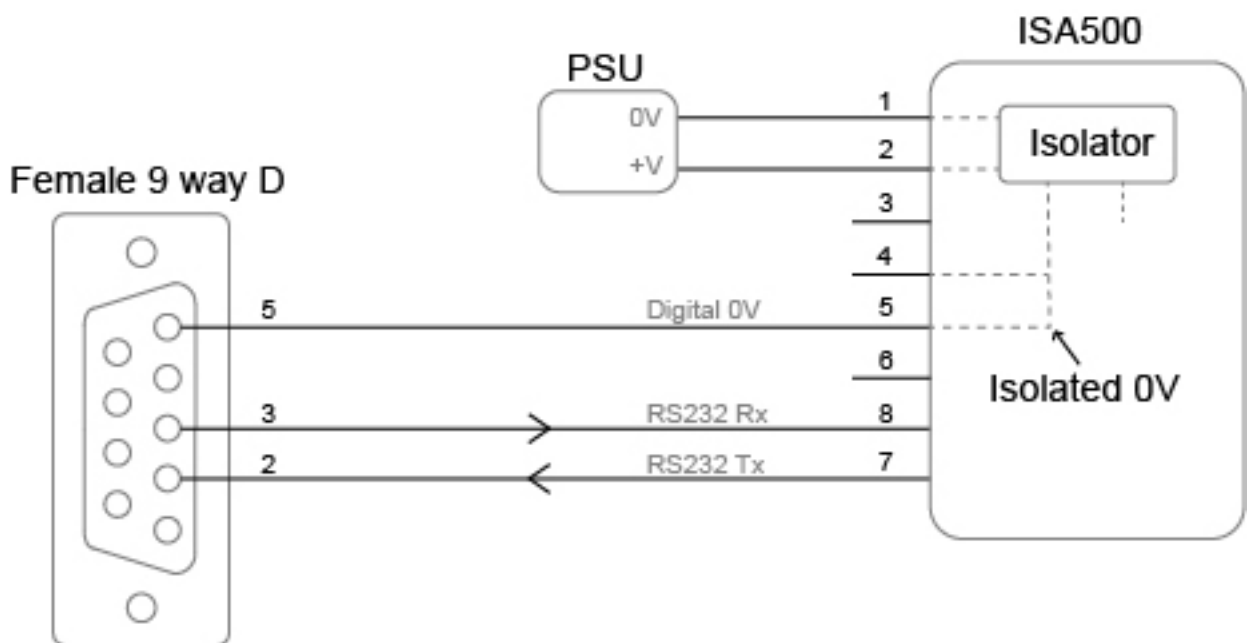 ISA500
PSU
0V
1
Isolator
+V
2
Female 9 way D
3
4
5
Digital 0V
5
6
Isolated 0V
3
RS232 Rx
8
2
RS232 Tx
7